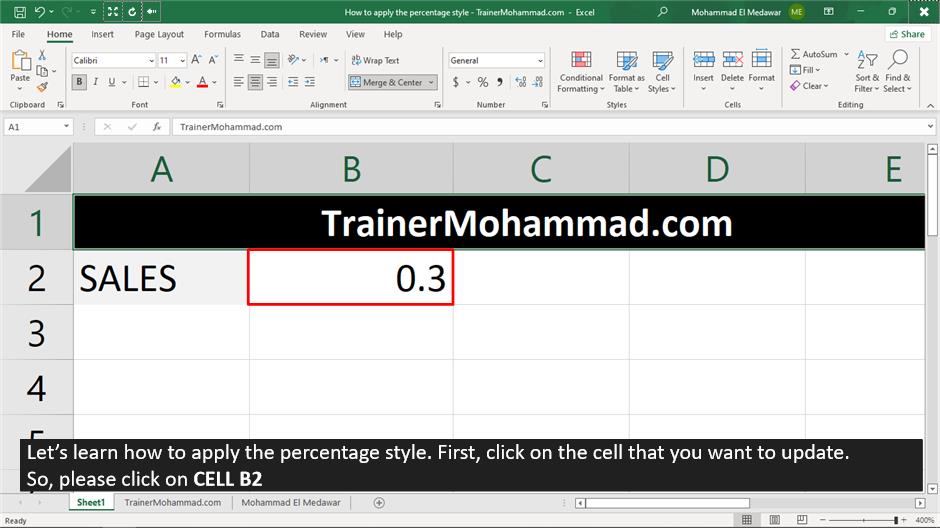 How to apply the percentage style - TrainerMohammad.com - Excel
Mohammad El Medawar ME
File Home Insert Page Layout Formulas Data Review View Help Share
Paste
Clipboard
Calibri 11
B I U
Font
Wrap Text
Merge & Center
Alignment
General
$ % ,
Number
Conditional Formatting
Format as Table
Cell Styles
Styles
Insert Delete Format
Cells
AutoSum
Fill
Clear
Sort & Filter
Find & Select
Editing
A1 fx TrainerMohammad.com
A B C D E
1 TrainerMohammad.com
2 SALES 0.3
3
4
5
Let’s learn how to apply the percentage style. First, click on the cell that you want to update.
So, please click on CELL B2
Sheet1 TrainerMohammad.com Mohammad El Medawar
Ready 400%